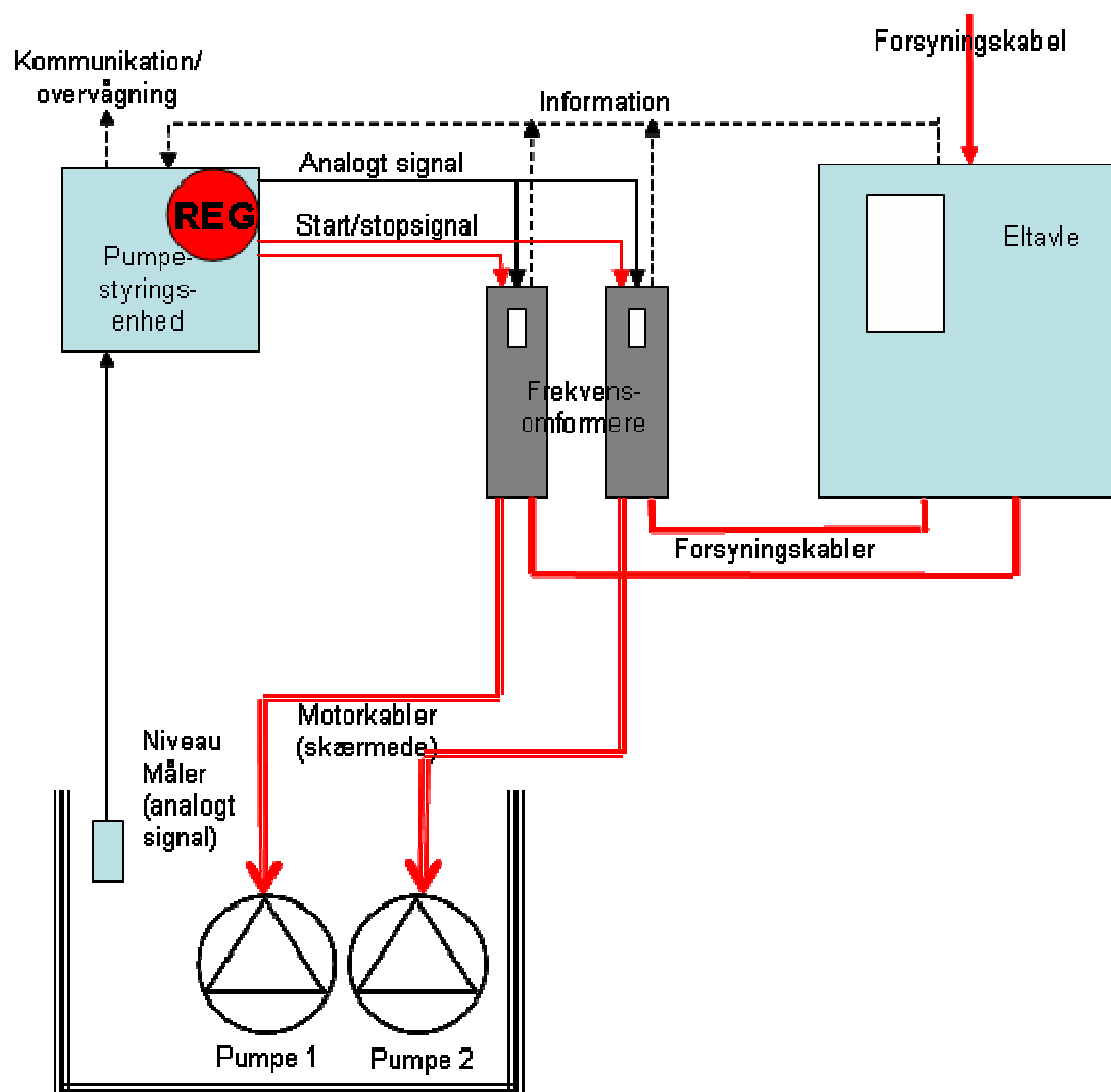 Forsyningskabel
Kommunikation/
overvågning
Information
Analogt signal
REG
Start/stopsignal
Eltavle
Pumpe-
styrings-
enhed
Frekvens-
omformere
Forsyningskabler
Motorkabler
(skærmede)
Niveau
Måler
(analogt
signal)
Pumpe 1
Pumpe 2